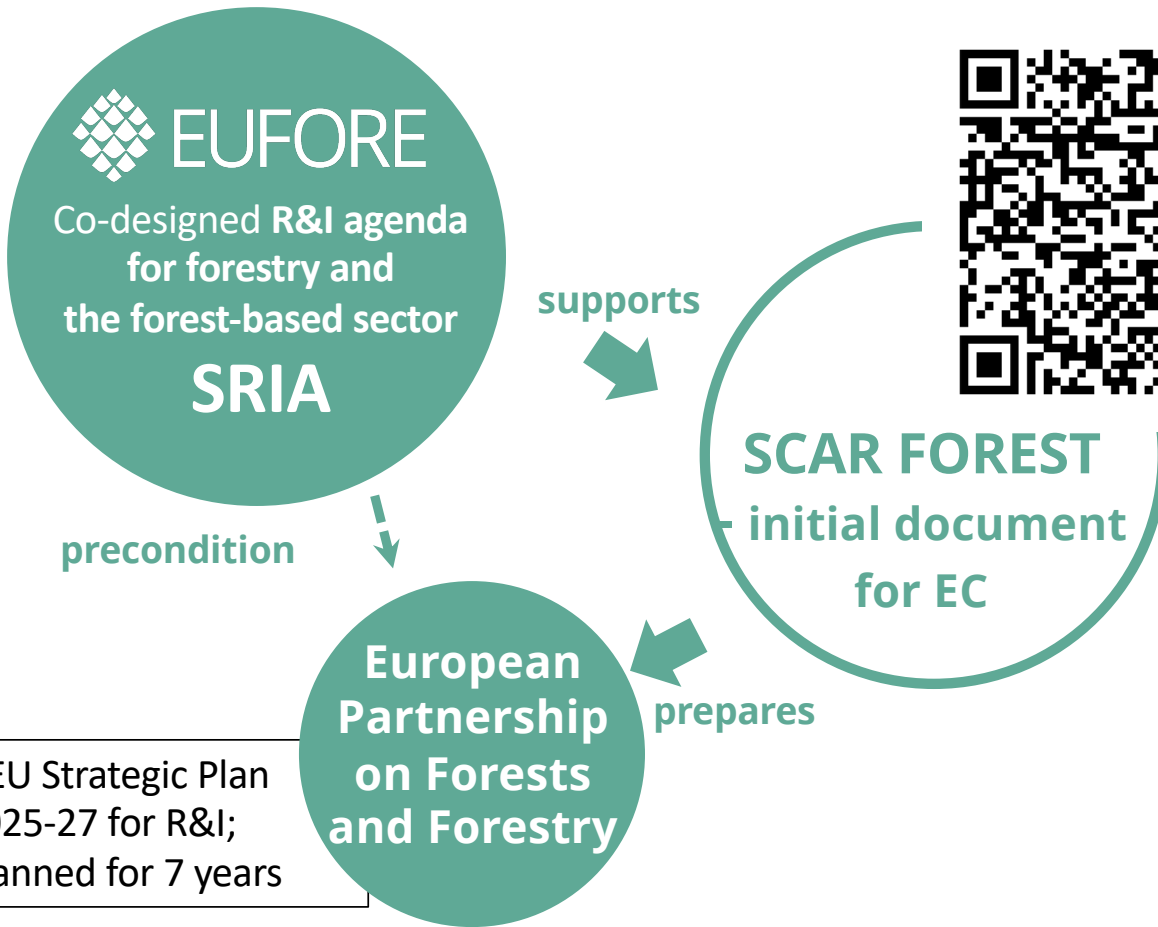 EUFORE
Co-designed R&I agenda
for forestry and
the forest-based sector
SRIA
supports
SCAR FOREST
- initial document
for EC
precondition
European
Partnership
on Forests
and Forestry
prepares
EU Strategic Plan
025-27 for R&I;
anned for 7 years